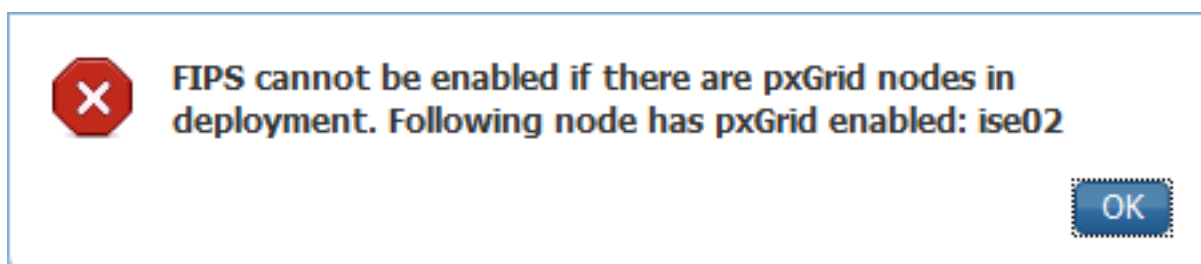 FIPS cannot be enabled if there are pxGrid nodes in
deployment. Following node has pxGrid enabled: ise02
OK